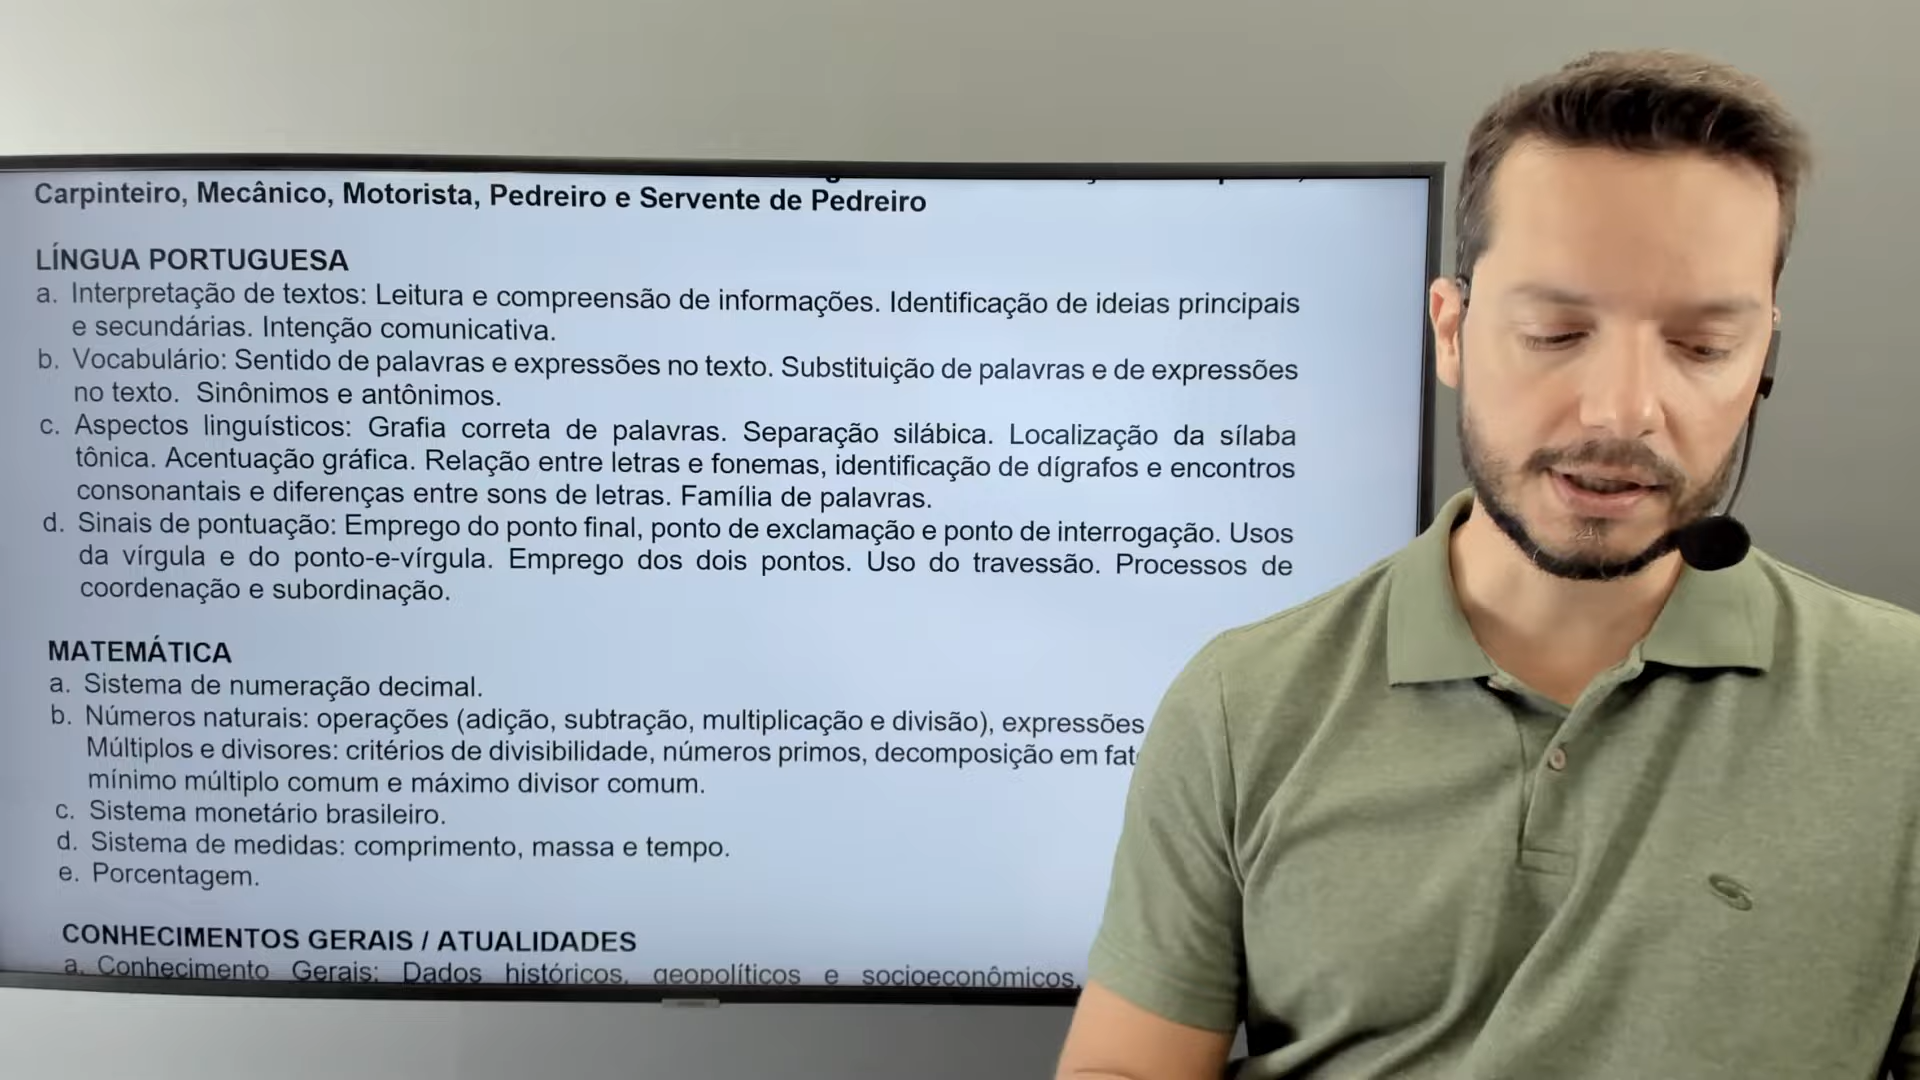 Carpinteiro, Mecânico, Motorista, Pedreiro e Servente de Pedreiro
LÍNGUA PORTUGUESA
a. Interpretação de textos: Leitura e compreensão de informações. Identificação de ideias principais
e secundárias. Intenção comunicativa.
b. Vocabulário: Sentido de palavras e expressões no texto. Substituição de palavras e de expressões
no texto. Sinônimos e antônimos.
c. Aspectos linguísticos: Grafia correta de palavras. Separação silábica. Localização da sílaba
tônica. Acentuação gráfica. Relação entre letras e fonemas, identificação de dígrafos e encontros
consonantais e diferenças entre sons de letras. Família de palavras.
d. Sinais de pontuação: Emprego do ponto final, ponto de exclamação e ponto de interrogação. Usos
da vírgula e do ponto-e-vírgula. Emprego dos dois pontos. Uso do travessão. Processos de
coordenação e subordinação.
MATEMÁTICA
a. Sistema de numeração decimal.
b. Números naturais: operações (adição, subtração, multiplicação e divisão), expressões
Múltiplos e divisores: critérios de divisibilidade, números primos, decomposição em
mínimo múltiplo comum e máximo divisor comum.
c. Sistema monetário brasileiro.
d. Sistema de medidas: comprimento, massa e tempo.
e. Porcentagem.
CONHECIMENTOS GERAIS / ATUALIDADES
a. Conhecimento Gerais: Dados históricos, geopolíticos e socioeconômicos,